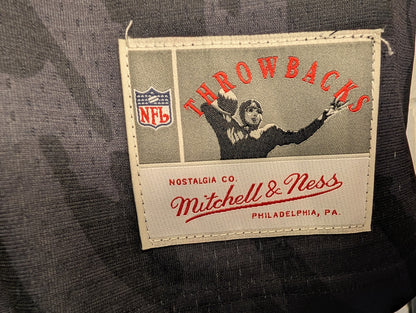 THROWBACKS
NFL
NOSTALGIA CO.
Mitchell & Ness
PHILADELPHIA, PA.